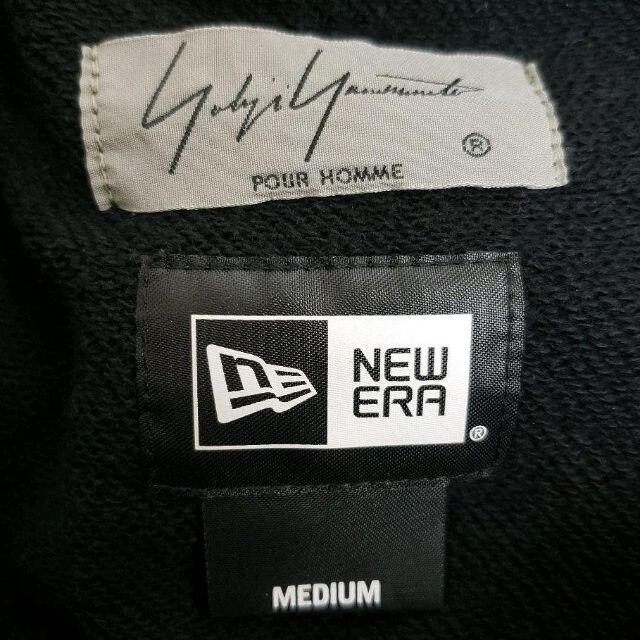 Yohji Yamamoto ®
POUR HOMME
NEW
ERA ®
MEDIUM